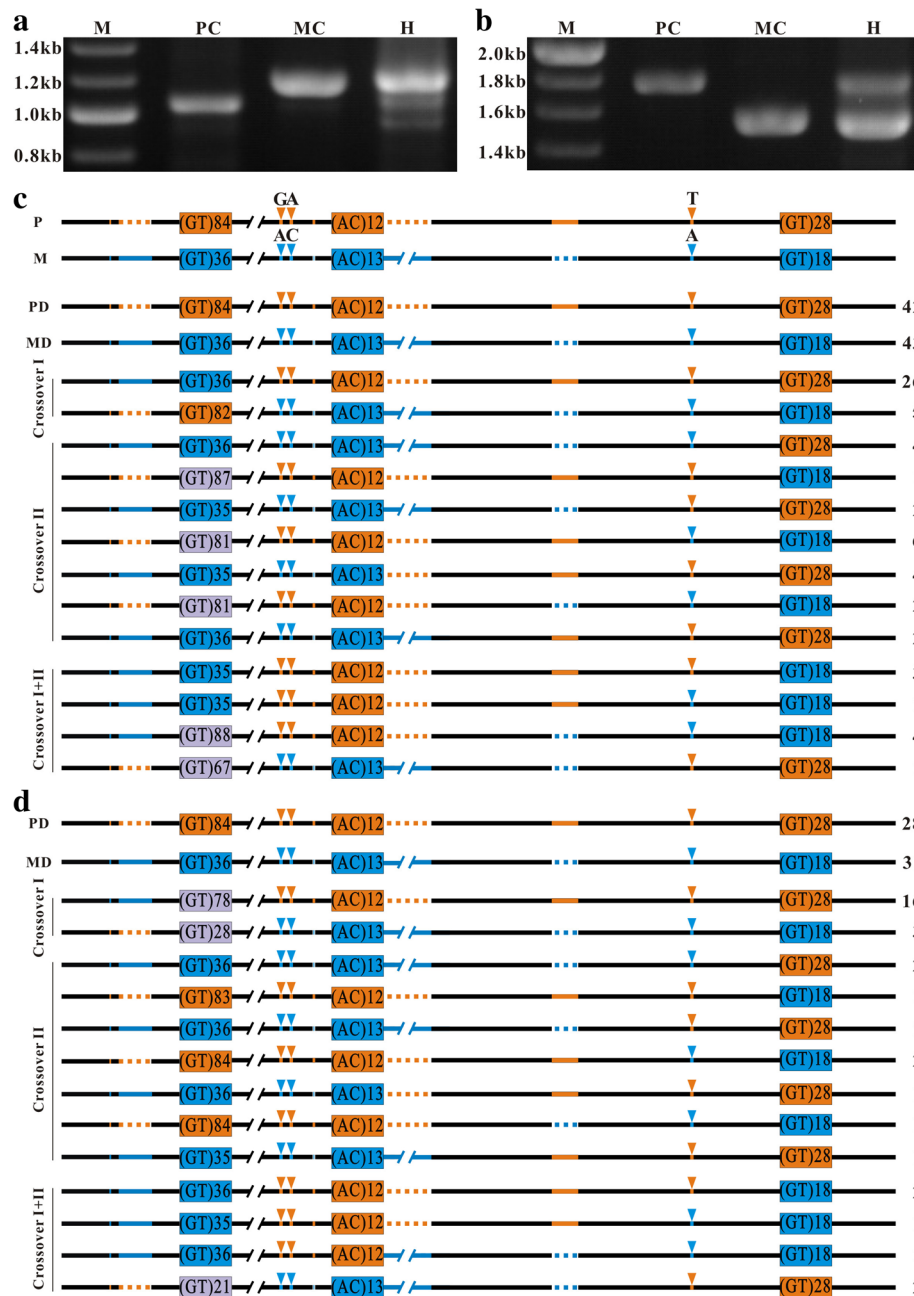 a
M PC MC H
1.4kb
1.2kb
1.0kb
0.8kb
b
M PC MC H
2.0kb
1.8kb
1.6kb
1.4kb
c
GA T
P (GT)84 (AC)12 (GT)28
AC A
M (GT)36 (AC)13 (GT)18
PD (GT)84 (AC)12 (GT)28
MD (GT)36 (AC)13 (GT)18
Crossover I
(GT)36 (AC)12 (GT)28
(GT)82 (AC)13 (GT)18
Crossover II
(GT)36 (AC)13 (GT)28
(GT)87 (AC)12 (GT)18
(GT)35 (AC)13 (GT)28
(GT)81 (AC)12 (GT)18
(GT)35 (AC)13 (GT)28
(GT)81 (AC)12 (GT)18
(GT)36 (AC)13 (GT)28
Crossover I+II
(GT)35 (AC)12 (GT)18
(GT)35 (AC)12 (GT)18
(GT)88 (AC)12 (GT)18
(GT)67 (AC)13 (GT)28
d
PD (GT)84 (AC)12 (GT)28 28
MD (GT)36 (AC)13 (GT)18
Crossover I
(GT)78 (AC)12 (GT)28
(GT)28 (AC)13 (GT)18
Crossover II
(GT)36 (AC)13 (GT)28
(GT)83 (AC)12 (GT)18
(GT)36 (AC)13 (GT)28
(GT)84 (AC)12 (GT)18
(GT)36 (AC)13 (GT)28
(GT)84 (AC)12 (GT)18
(GT)35 (AC)13 (GT)28
Crossover I+II
(GT)36 (AC)12 (GT)18
(GT)35 (AC)12 (GT)18
(GT)36 (AC)12 (GT)18
(GT)21 (AC)13 (GT)28